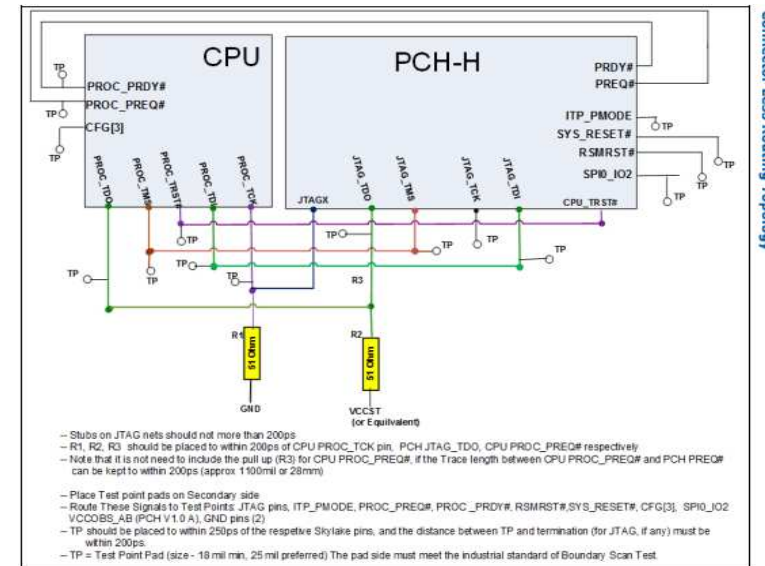 CPU
PCH-H
PRDY#
PREQ#
ITP_PMODE
SYS_RESET#
RSMRST#
SPI0_IO2
CPU_TRST#
TP
TP
TP
TP
TP
TP
TP
PROC_PRDY#
PROC_PREQ#
CFG[3]
PROC_TDO
PROC_TMS
PROC_TRST#
PROC_TDI
PROC_TCK
JTAGX
JTAG_TDO
JTAG_TMS
JTAG_TCK
JTAG_TDI
TP
TP
TP
TP
TP
TP
TP
TP
TP
R3
R1
51 Ohm
R2
51 Ohm
GND
VCCST
(or Equilvalent)
-- Stubs on JTAG nets should not more than 200ps
-- R1, R2, R3 should be placed to within 200ps of CPU PROC_TCK pin, PCH JTAG_TDO, CPU PROC_PREQ# respectively
-- Note that it is not need to include the pull up (R3) for CPU PROC_PREQ#, if the Trace length between CPU PROC_PREQ# and PCH PREQ#
can be kept to within 200ps (approx 1100mil or 28mm)
-- Place Test point pads on Secondary side
-- Route These Signals to Test Points: JTAG pins, ITP_PMODE, PROC_PREQ#, PROC_PRDY#, RSMRST#,SYS_RESET#, CFG[3], SPI0_IO2
VCCOBS_AB (PCH V1.0 A), GND pins (2)
-- TP should be placed to within 250ps of the respetive Skylake pins, and the distance between TP and termination (for JTAG, if any) must be
within 200ps.
-- TP = Test Point Pad (size - 18 mil min, 25 mil preferred) The pad side must meet the industrial standard of Boundary Scan Test